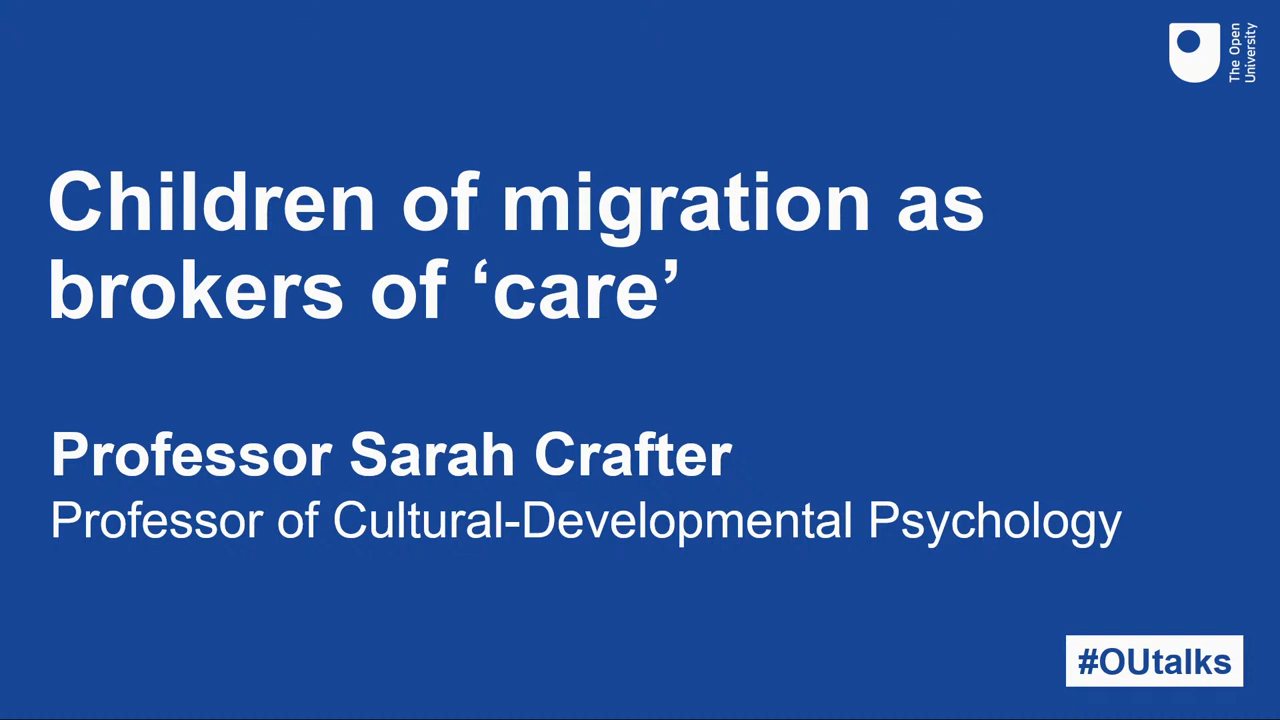 The Open
University
Children of migration as
brokers of ‘care’
Professor Sarah Crafter
Professor of Cultural-Developmental Psychology
#OUtalks